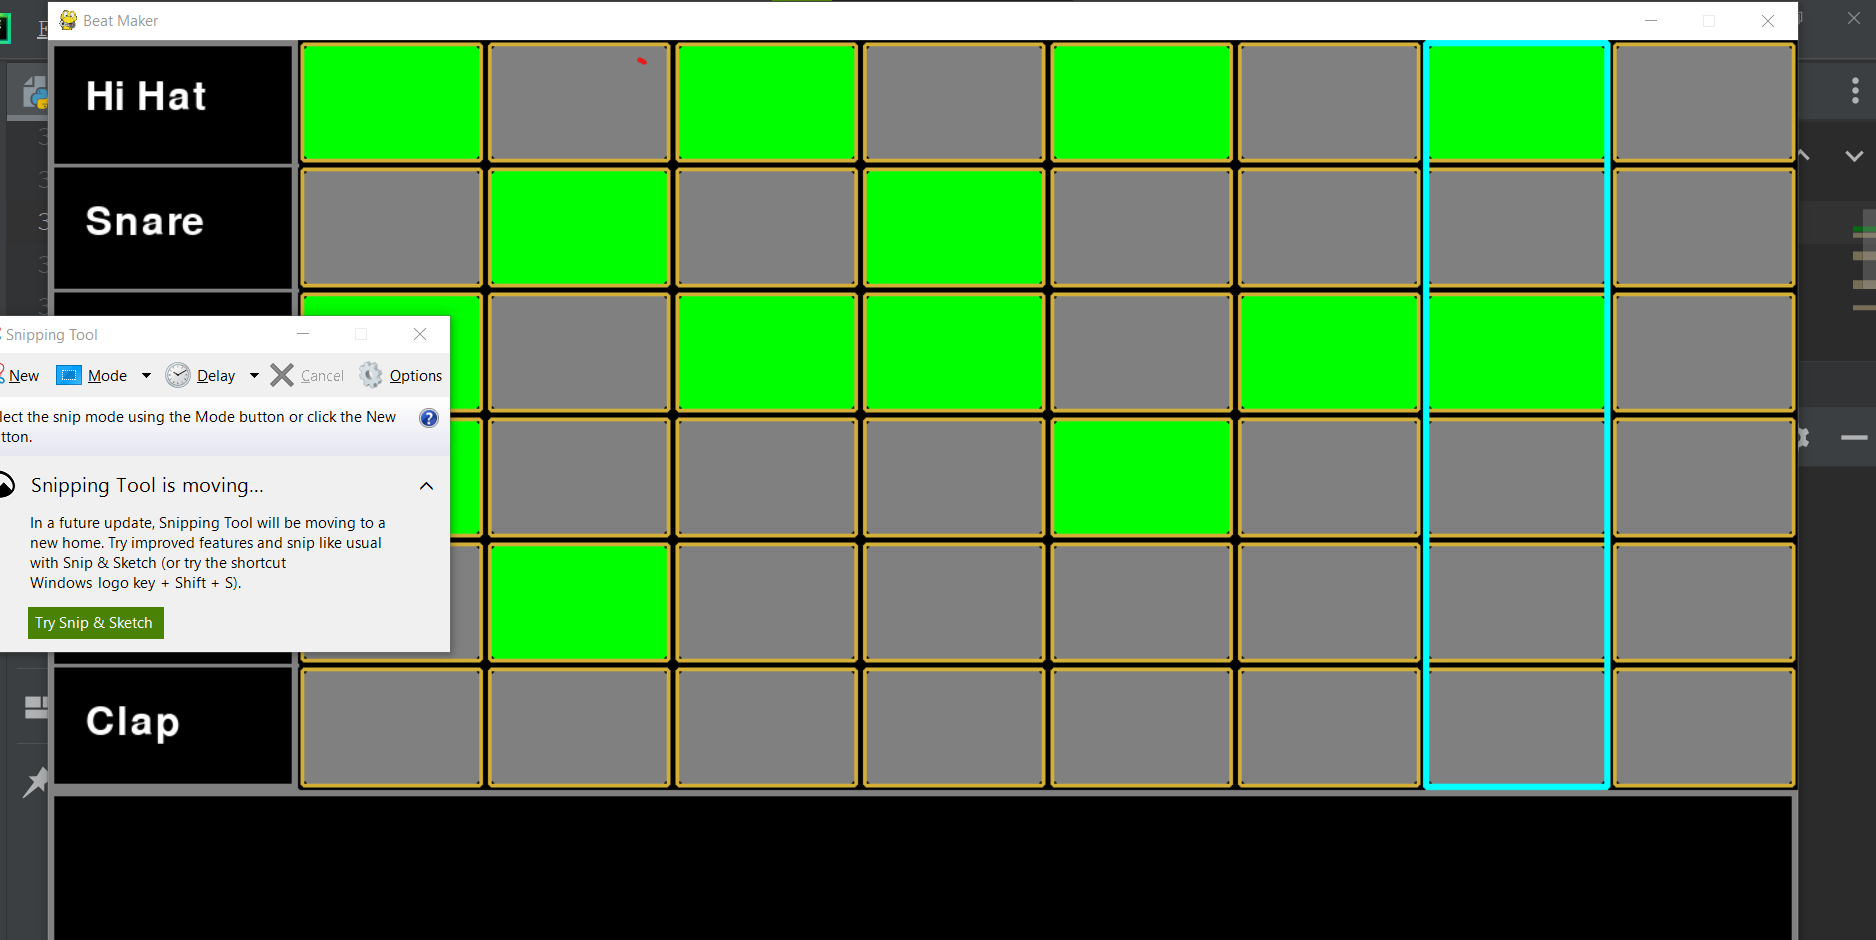 Beat Maker
Hi Hat
Snare
Snipping Tool
New Mode Delay Cancel Options
lect the snip mode using the Mode button or click the New
tton.
Snipping Tool is moving...
In a future update, Snipping Tool will be moving to a
new home. Try improved features and snip like usual
with Snip & Sketch (or try the shortcut
Windows logo key + Shift + S).
Try Snip & Sketch
Clap